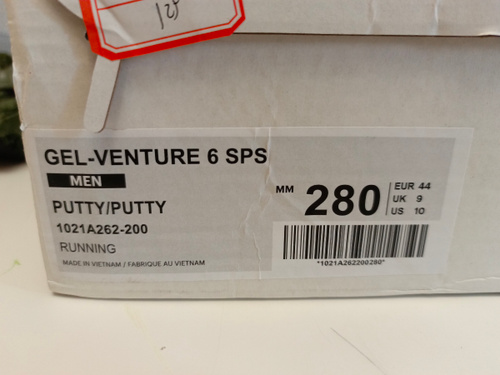 GEL-VENTURE 6 SPS
MEN
PUTTY/PUTTY
1021A262-200
RUNNING
MADE IN VIETNAM / FABRIQUE AU VIETNAM
MM 280
EUR 44
UK 9
US 10
*1021A262200280*